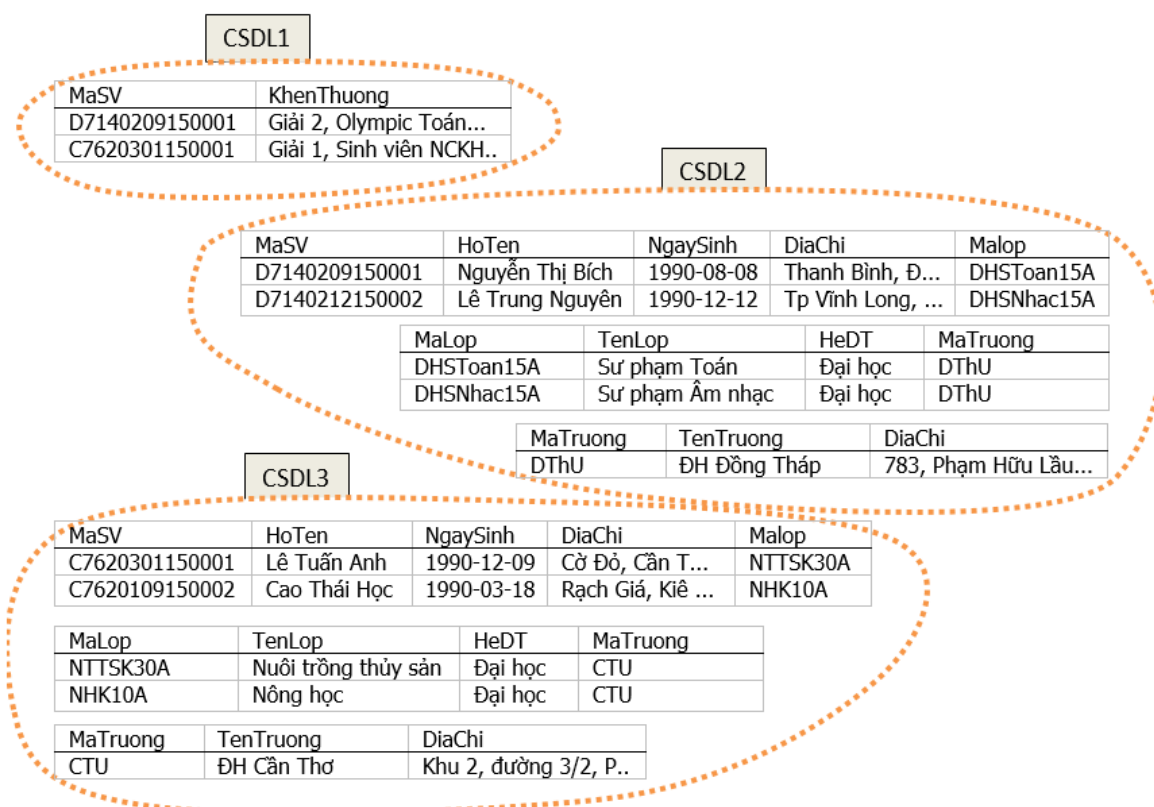 CSDL1
MaSV KhenThuong
D7140209150001 Giải 2, Olympic Toán...
C7620301150001 Giải 1, Sinh viên NCKH..
CSDL2
MaSV HoTen NgaySinh DiaChi Malop
D7140209150001 Nguyễn Thị Bích 1990-08-08 Thanh Bình, Đ... DHSToan15A
D7140212150002 Lê Trung Nguyên 1990-12-12 Tp Vĩnh Long, ... DHSNhac15A
MaLop TenLop HeDT MaTruong
DHSToan15A Sư phạm Toán Đại học DThU
DHSNhac15A Sư phạm Âm nhạc Đại học DThU
MaTruong TenTruong DiaChi
DThU ĐH Đồng Tháp 783, Phạm Hữu Lầu...
CSDL3
MaSV HoTen NgaySinh DiaChi Malop
C7620301150001 Lê Tuấn Anh 1990-12-09 Cờ Đỏ, Cần T... NTTSK30A
C7620109150002 Cao Thái Học 1990-03-18 Rạch Giá, Kiê ... NHK10A
MaLop TenLop HeDT MaTruong
NTTSK30A Nuôi trồng thủy sản Đại học CTU
NHK10A Nông học Đại học CTU
MaTruong TenTruong DiaChi
CTU ĐH Cần Thơ Khu 2, đường 3/2, P..